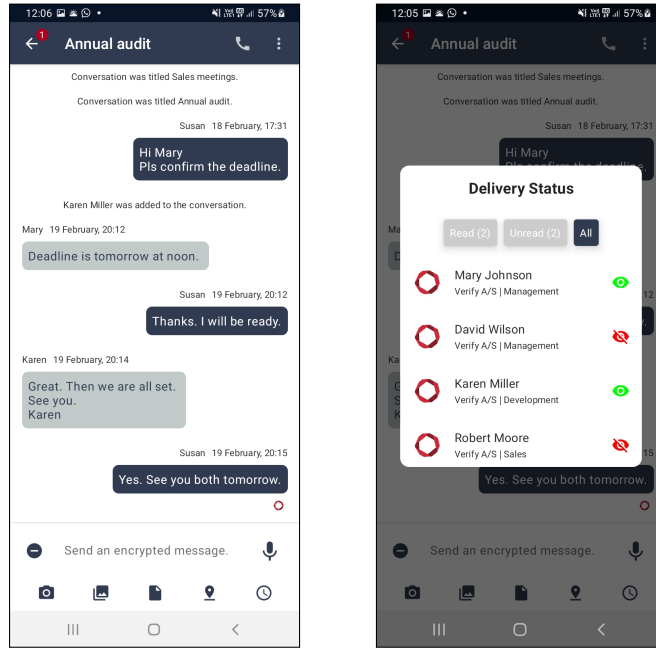 12:06
57%
1
Annual audit
Conversation was titled Sales meetings.
Conversation was titled Annual audit.
Susan 18 February, 17:31
Hi Mary
Pls confirm the deadline.
Karen Miller was added to the conversation.
Mary 19 February, 20:12
Deadline is tomorrow at noon.
Susan 19 February, 20:12
Thanks. I will be ready.
Karen 19 February, 20:14
Great. Then we are all set.
See you.
Karen
Susan 19 February, 20:15
Yes. See you both tomorrow.
Send an encrypted message.
12:05
57%
1
Annual audit
Conversation was titled Sales meetings.
Conversation was titled Annual audit.
Susan 18 February, 17:31
Hi Mary
Pls confirm the deadline.
Delivery Status
Read (2) Unread (2) All
Mary Johnson
Verify A/S | Management
David Wilson
Verify A/S | Management
Karen Miller
Verify A/S | Development
Robert Moore
Verify A/S | Sales
Yes. See you both tomorrow.
Send an encrypted message.